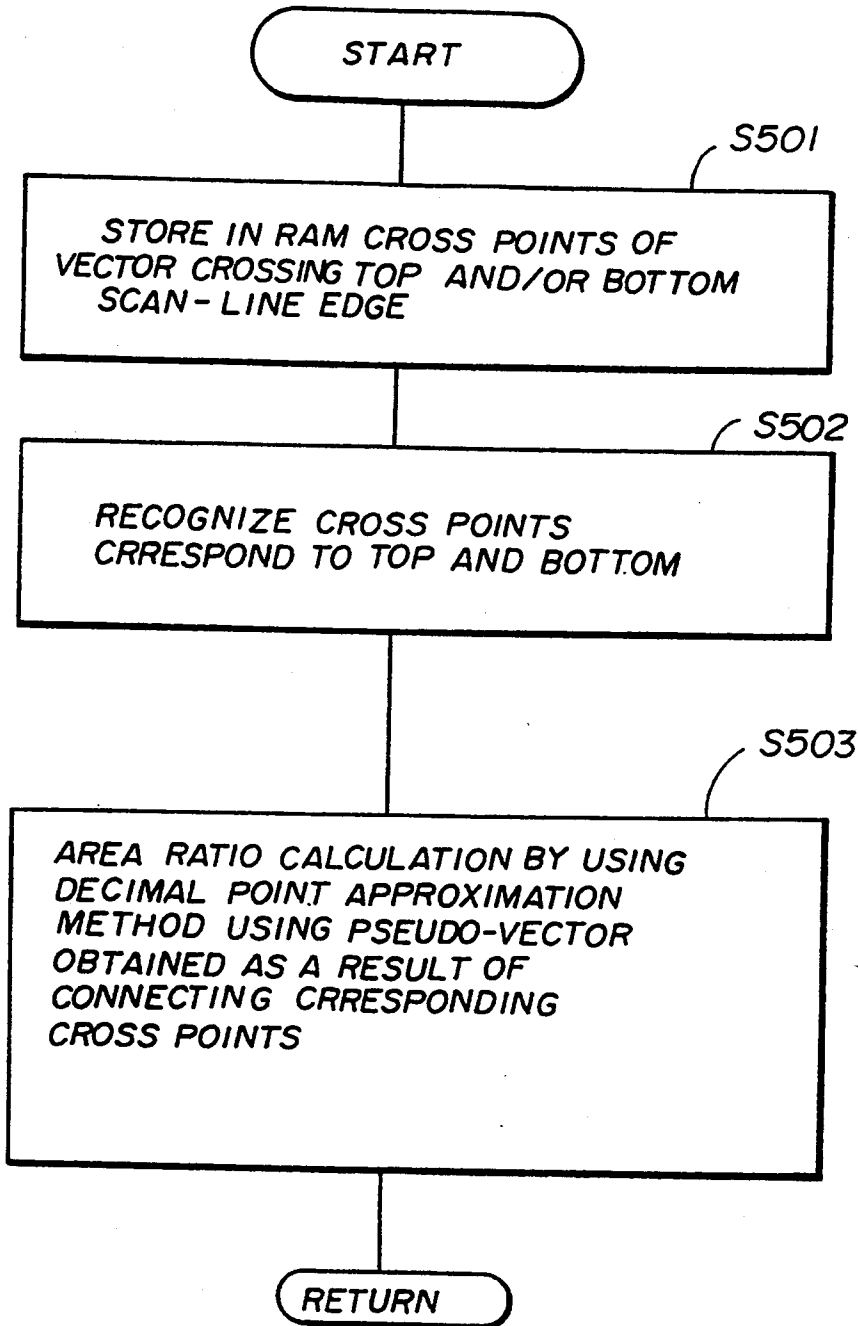 START
S501
STORE IN RAM CROSS POINTS OF
VECTOR CROSSING TOP AND/OR BOTTOM
SCAN-LINE EDGE
S502
RECOGNIZE CROSS POINTS
CRRESPOND TO TOP AND BOTTOM
S503
AREA RATIO CALCULATION BY USING
DECIMAL POINT APPROXIMATION
METHOD USING PSEUDO-VECTOR
OBTAINED AS A RESULT OF
CONNECTING CRRESPONDING
CROSS POINTS
RETURN